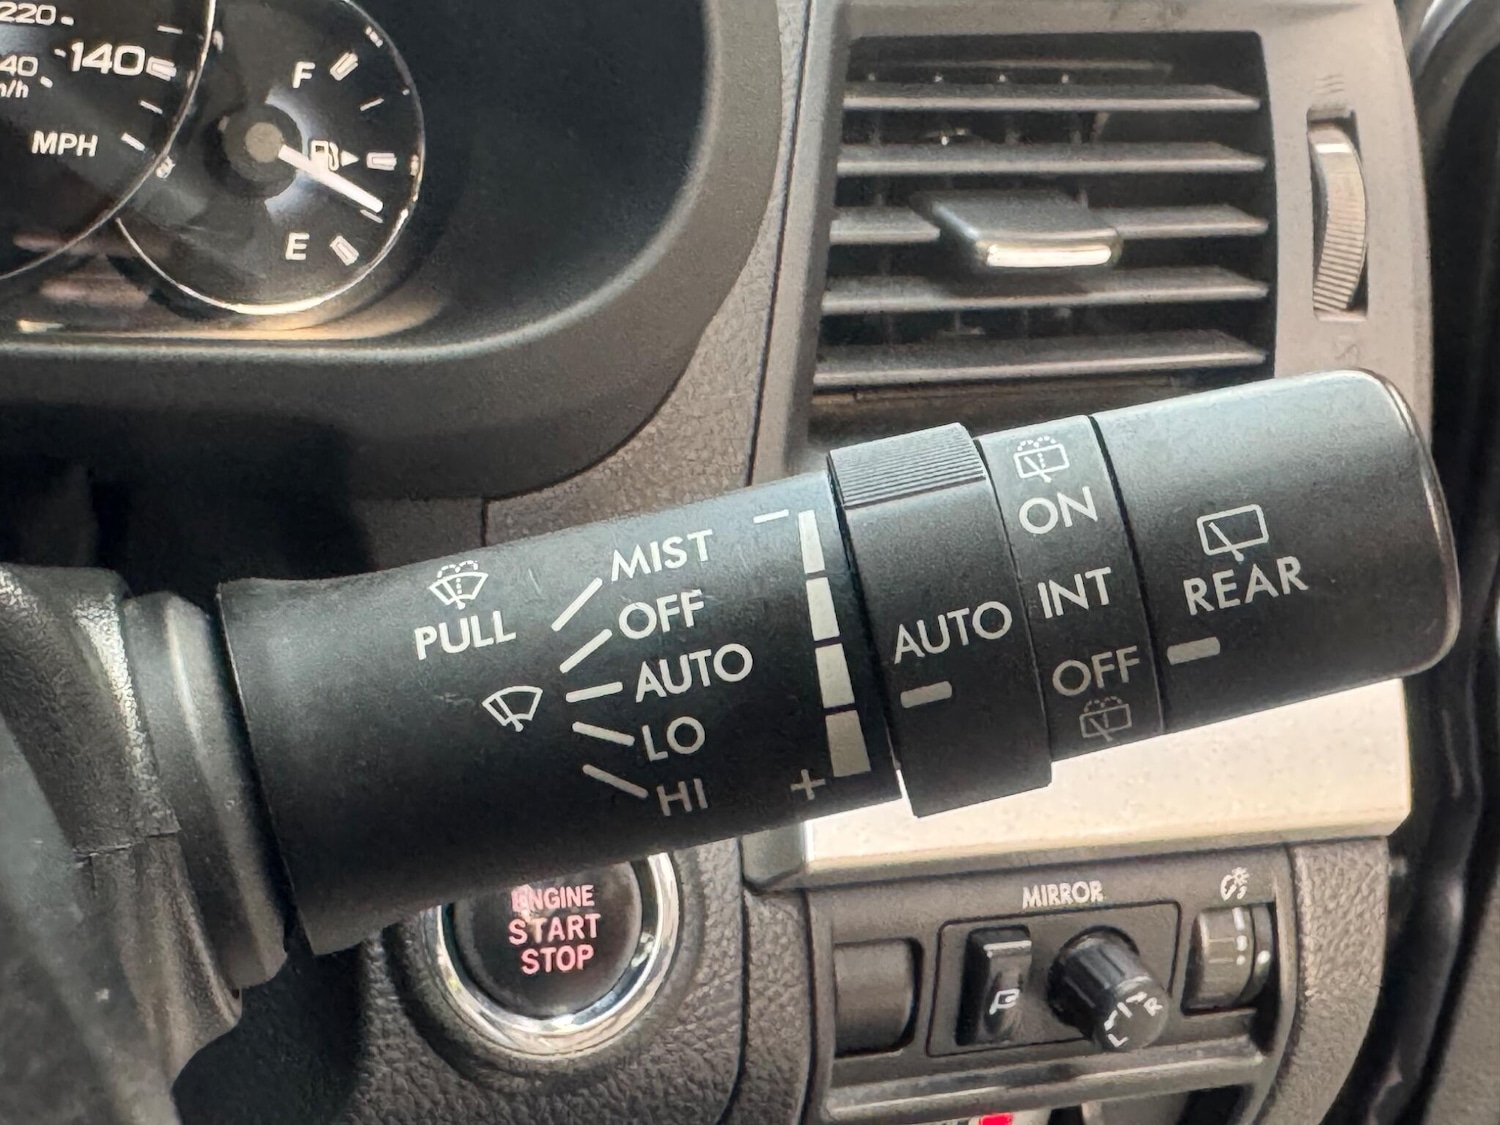 220
140
40
MPH
F
E
PULL
MIST
OFF
AUTO
LO
HI
−
+
AUTO
ON
INT
OFF
REAR
ENGINE
START
STOP
MIRROR
L
R